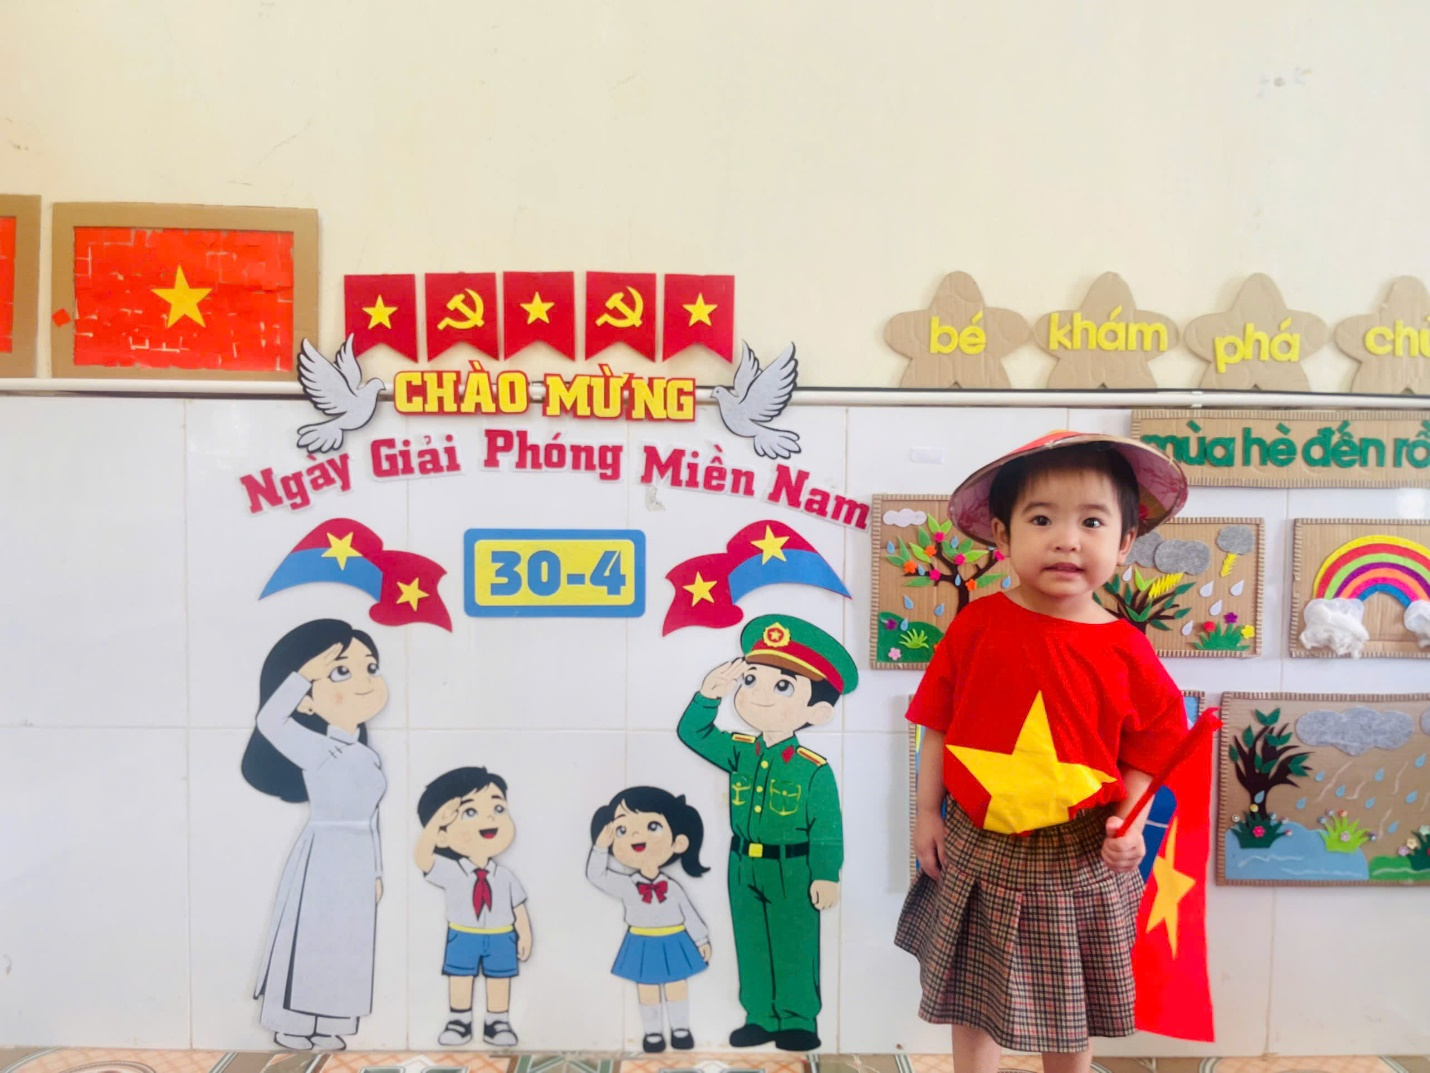 CHÀO MỪNG
Ngày Giải Phóng Miền Nam
30-4
bé khám phá
mùa hè đến rồ